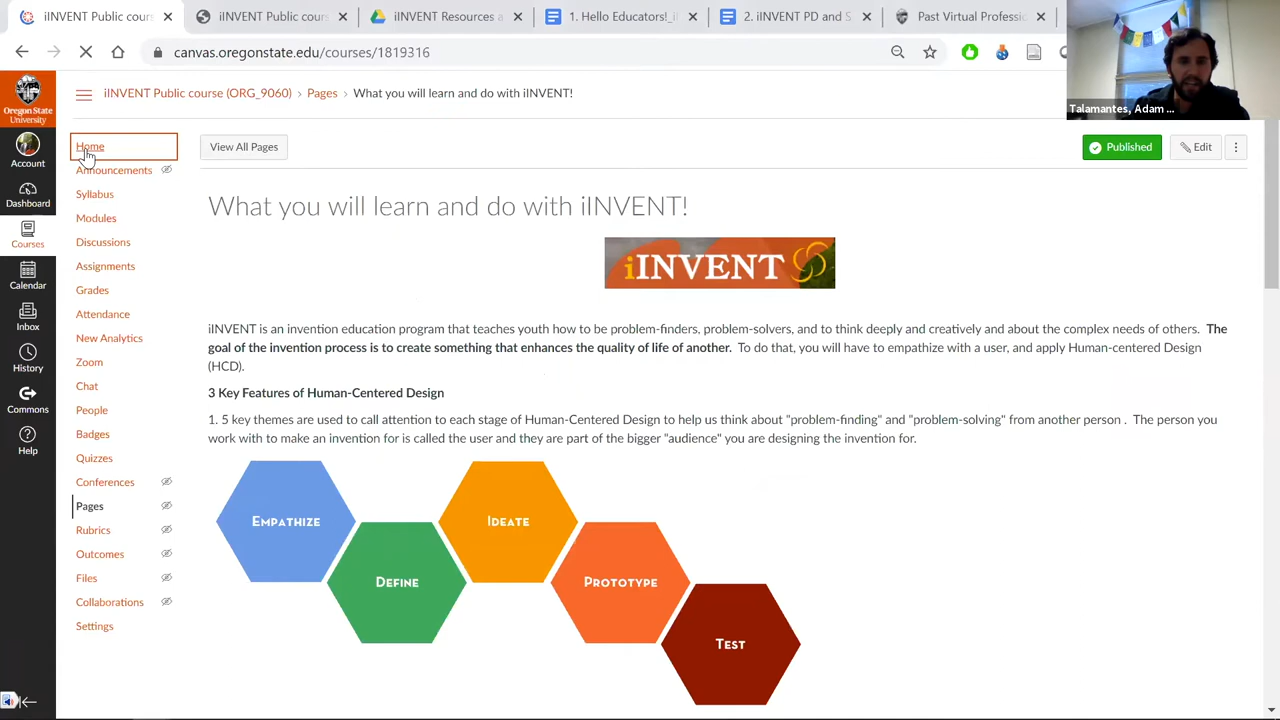 iINVENT Public cours
iINVENT Public cour
iINVENT Resources a
1. Hello Educators!_i
2. iINVENT PD and S
Past Virtual Professio
canvas.oregonstate.edu/courses/1819316
Talamantes, Adam ...
Oregon State
University
Account
Dashboard
Courses
Calendar
Inbox
History
Commons
Help
iINVENT Public course (ORG_9060) > Pages > What you will learn and do with iINVENT!
Home
Announcements
Syllabus
Modules
Discussions
Assignments
Grades
Attendance
New Analytics
Zoom
Chat
People
Badges
Quizzes
Conferences
Pages
Rubrics
Outcomes
Files
Collaborations
Settings
View All Pages
Published
Edit
What you will learn and do with iINVENT!
iINVENT
iINVENT is an invention education program that teaches youth how to be problem-finders, problem-solvers, and to think deeply and creatively and about the complex needs of others. The
goal of the invention process is to create something that enhances the quality of life of another. To do that, you will have to empathize with a user, and apply Human-centered Design
(HCD).
3 Key Features of Human-Centered Design
1. 5 key themes are used to call attention to each stage of Human-Centered Design to help us think about "problem-finding" and "problem-solving" from another person . The person you
work with to make an invention for is called the user and they are part of the bigger "audience" you are designing the invention for.
EMPATHIZE
IDEATE
DEFINE
PROTOTYPE
TEST